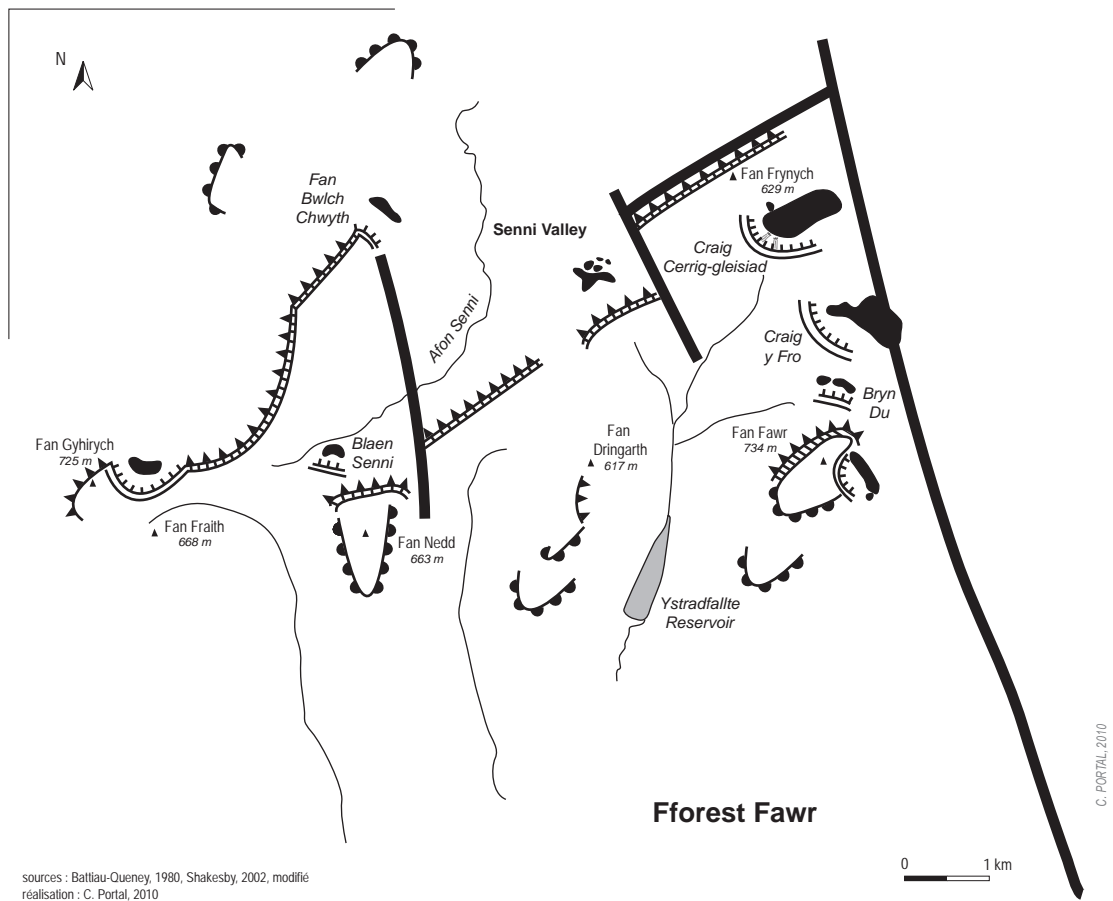 N
Fan
Bwlch
Chwyth
Senni Valley
Fan Frynych
629 m
Craig
Cerrig-gleisiad
Afon Senni
Craig
y Fro
Bryn
Du
Fan Gyhirych
725 m
Blaen
Senni
Fan
Dringarth
617 m
Fan Fawr
734 m
Fan Fraith
668 m
Fan Nedd
663 m
Ystradfallte
Reservoir
C. PORTAL, 2010
Fforest Fawr
0 1 km
sources : Battiau-Queney, 1980, Shakesby, 2002, modifié
réalisation : C. Portal, 2010